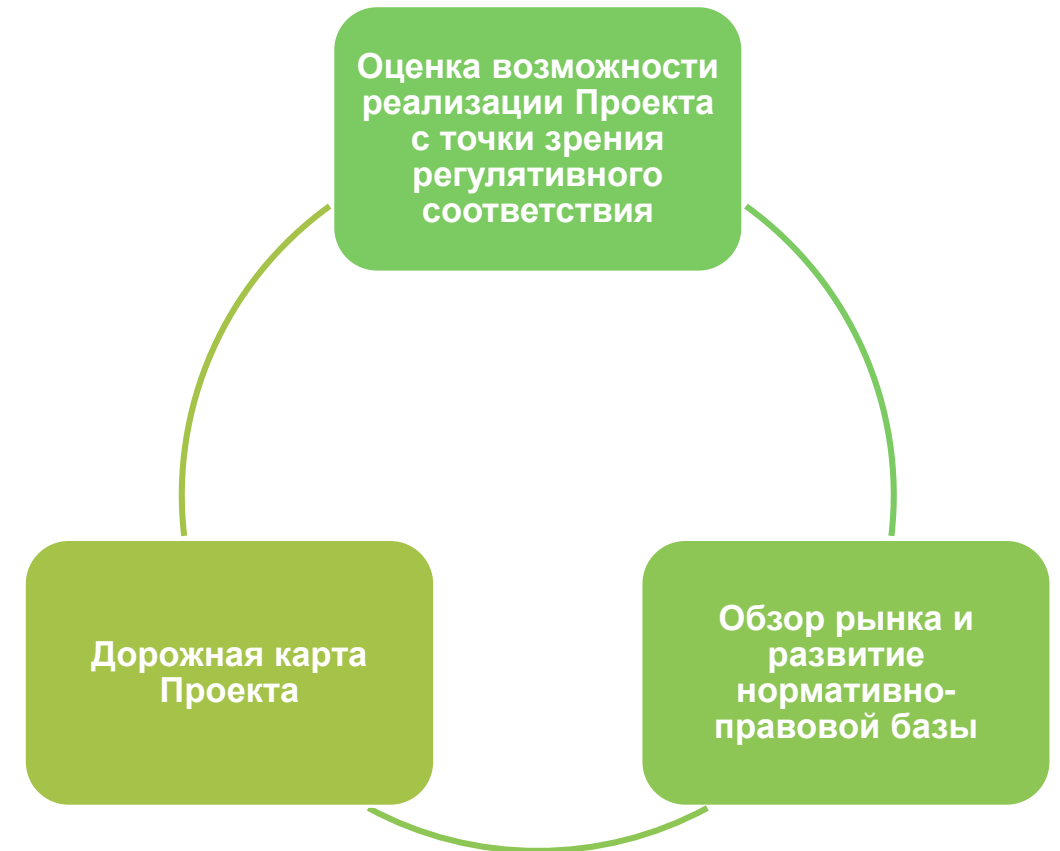 Оценка возможности
реализации Проекта
с точки зрения
регулятивного
соответствия
Дорожная карта
Проекта
Обзор рынка и
развитие
нормативно-
правовой базы